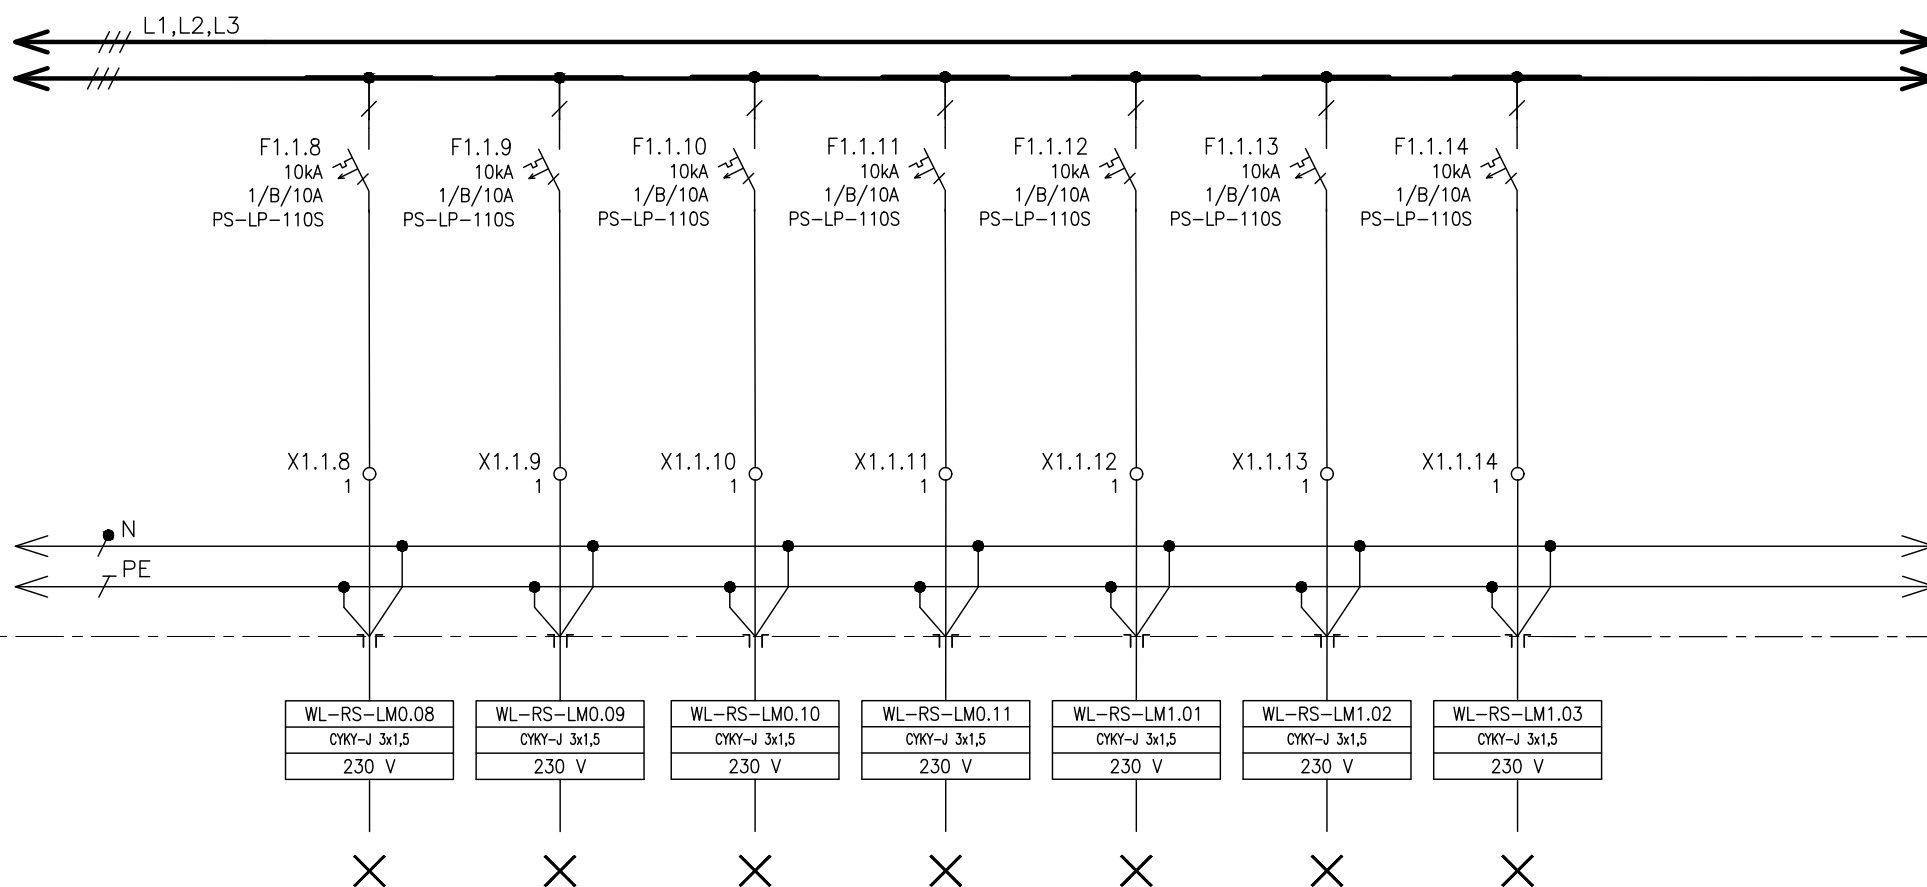 L1,L2,L3
F1.1.8
10kA
1/B/10A
PS-LP-110S
F1.1.9
10kA
1/B/10A
PS-LP-110S
F1.1.10
10kA
1/B/10A
PS-LP-110S
F1.1.11
10kA
1/B/10A
PS-LP-110S
F1.1.12
10kA
1/B/10A
PS-LP-110S
F1.1.13
10kA
1/B/10A
PS-LP-110S
F1.1.14
10kA
1/B/10A
PS-LP-110S
X1.1.8
1
X1.1.9
1
X1.1.10
1
X1.1.11
1
X1.1.12
1
X1.1.13
1
X1.1.14
1
N
PE
WL-RS-LM0.08
CYKY-J 3x1,5
230 V
WL-RS-LM0.09
CYKY-J 3x1,5
230 V
WL-RS-LM0.10
CYKY-J 3x1,5
230 V
WL-RS-LM0.11
CYKY-J 3x1,5
230 V
WL-RS-LM1.01
CYKY-J 3x1,5
230 V
WL-RS-LM1.02
CYKY-J 3x1,5
230 V
WL-RS-LM1.03
CYKY-J 3x1,5
230 V